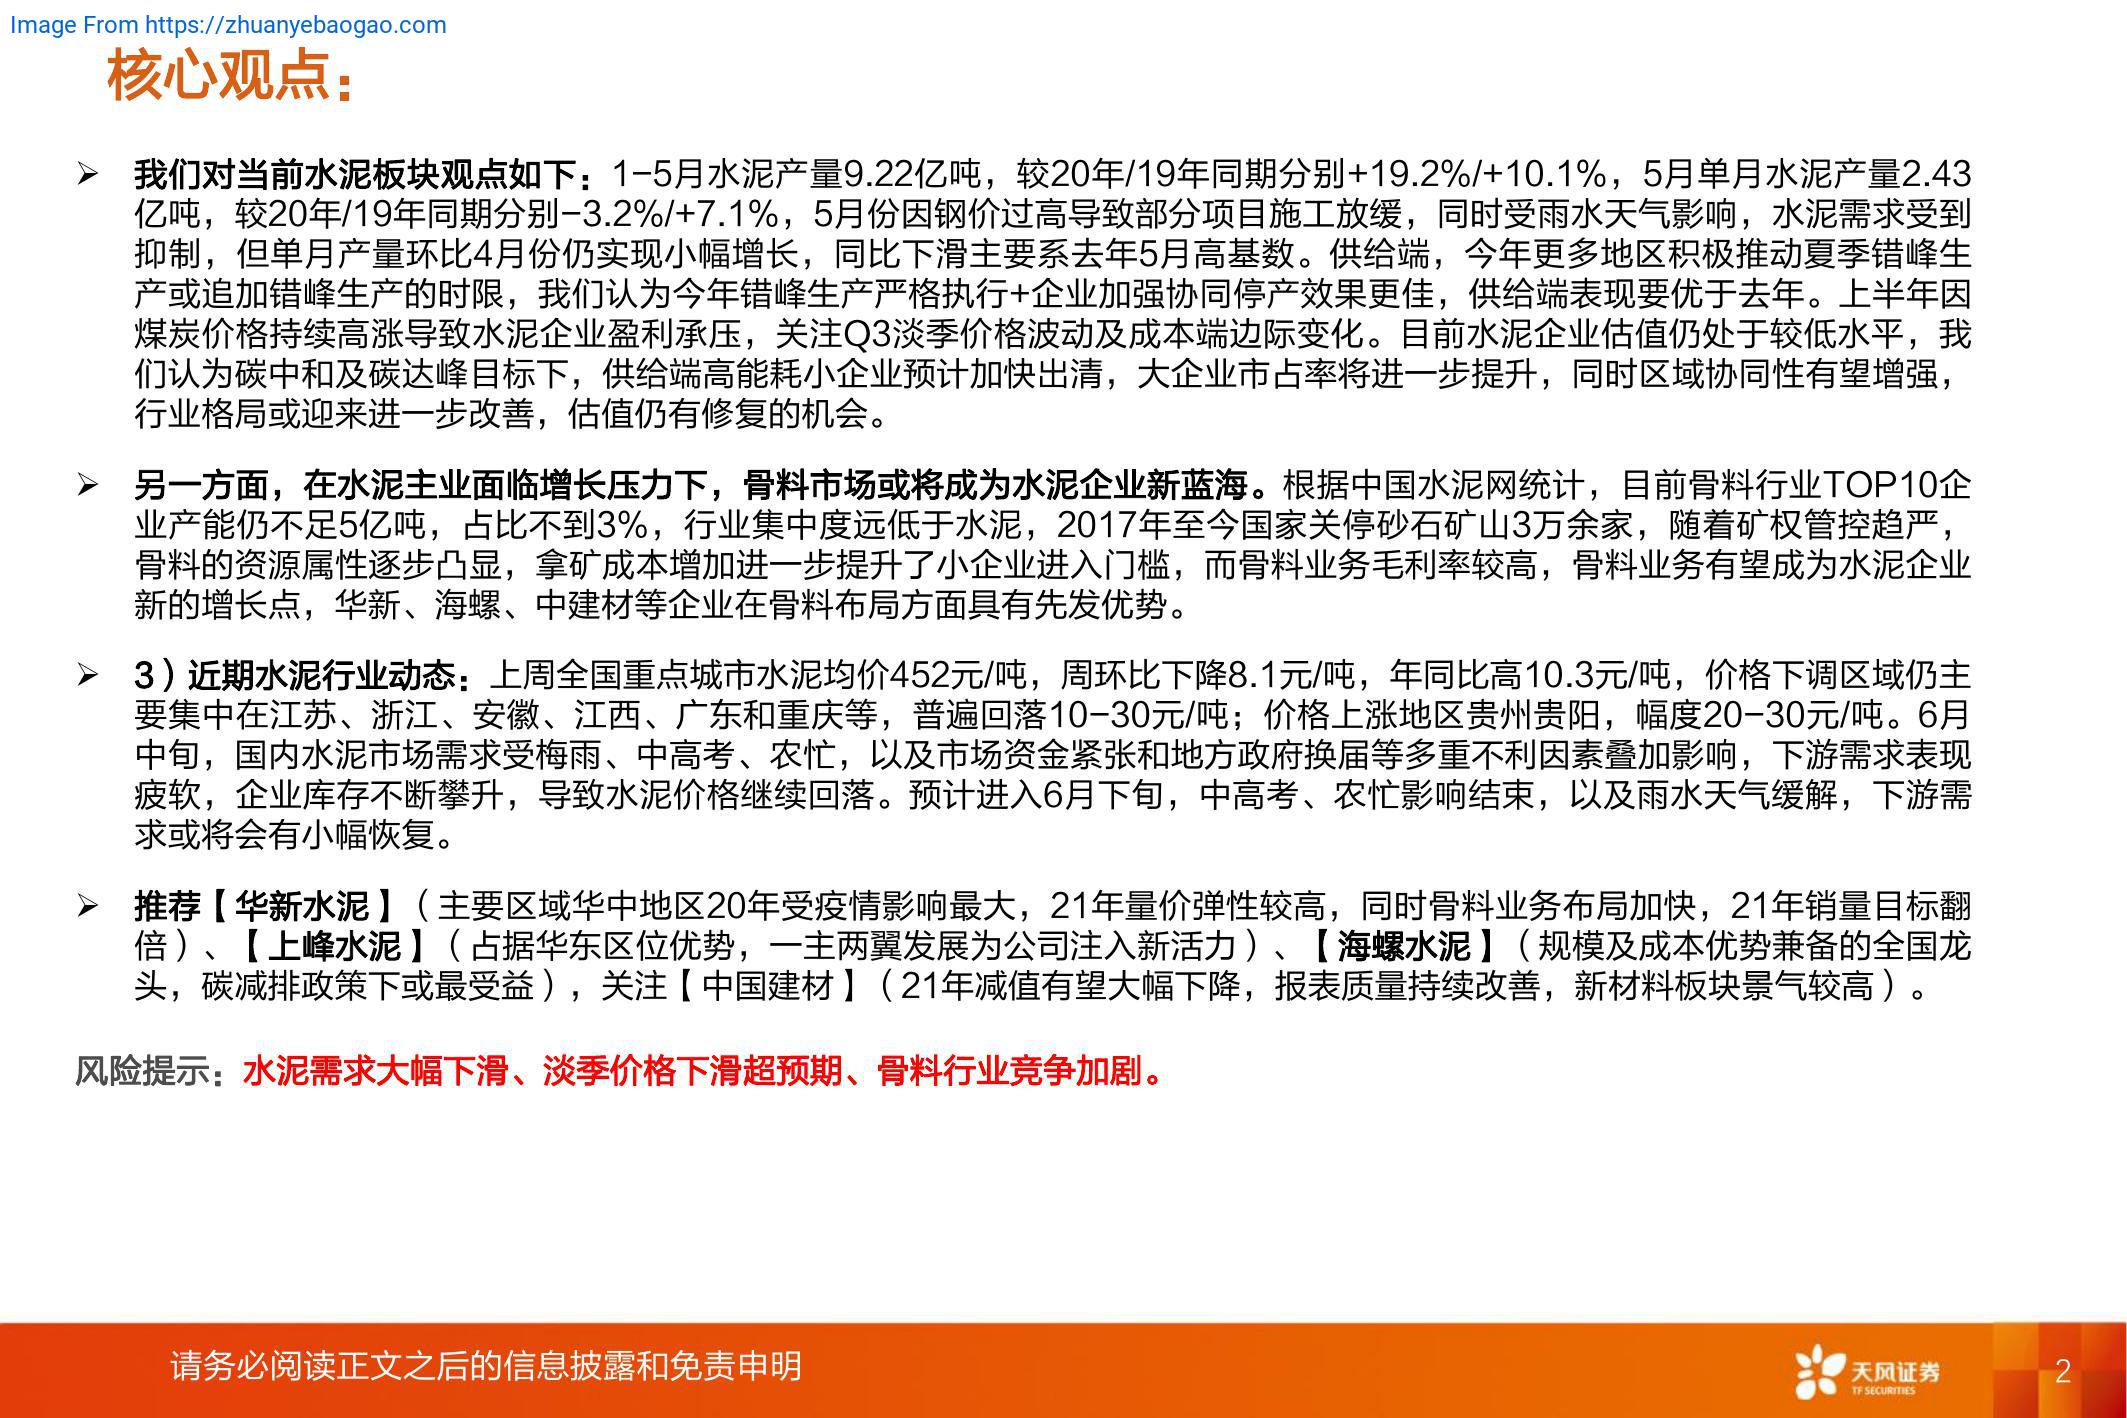 Image From https://zhuanyebaogao.com
核心观点：
➢ 我们对当前水泥板块观点如下：1-5月水泥产量9.22亿吨，较20年/19年同期分别+19.2%/+10.1%，5月单月水泥产量2.43
亿吨，较20年/19年同期分别-3.2%/+7.1%，5月份因钢价过高导致部分项目施工放缓，同时受雨水天气影响，水泥需求受到
抑制，但单月产量环比4月份仍实现小幅增长，同比下滑主要系去年5月高基数。供给端，今年更多地区积极推动夏季错峰生
产或追加错峰生产的时限，我们认为今年错峰生产严格执行+企业加强协同停产效果更佳，供给端表现要优于去年。上半年因
煤炭价格持续高涨导致水泥企业盈利承压，关注Q3淡季价格波动及成本端边际变化。目前水泥企业估值仍处于较低水平，我
们认为碳中和及碳达峰目标下，供给端高能耗小企业预计加快出清，大企业市占率将进一步提升，同时区域协同性有望增强，
行业格局或迎来进一步改善，估值仍有修复的机会。
➢ 另一方面，在水泥主业面临增长压力下，骨料市场或将成为水泥企业新蓝海。根据中国水泥网统计，目前骨料行业TOP10企
业产能仍不足5亿吨，占比不到3%，行业集中度远低于水泥，2017年至今国家关停砂石矿山3万余家，随着矿权管控趋严，
骨料的资源属性逐步凸显，拿矿成本增加进一步提升了小企业进入门槛，而骨料业务毛利率较高，骨料业务有望成为水泥企业
新的增长点，华新、海螺、中建材等企业在骨料布局方面具有先发优势。
➢ 3）近期水泥行业动态：上周全国重点城市水泥均价452元/吨，周环比下降8.1元/吨，年同比高10.3元/吨，价格下调区域仍主
要集中在江苏、浙江、安徽、江西、广东和重庆等，普遍回落10-30元/吨；价格上涨地区贵州贵阳，幅度20-30元/吨。6月
中旬，国内水泥市场需求受梅雨、中高考、农忙，以及市场资金紧张和地方政府换届等多重不利因素叠加影响，下游需求表现
疲软，企业库存不断攀升，导致水泥价格继续回落。预计进入6月下旬，中高考、农忙影响结束，以及雨水天气缓解，下游需
求或将会有小幅恢复。
➢ 推荐【华新水泥】（主要区域华中地区20年受疫情影响最大，21年量价弹性较高，同时骨料业务布局加快，21年销量目标翻
倍）、【上峰水泥】（占据华东区位优势，一主两翼发展为公司注入新活力）、【海螺水泥】（规模及成本优势兼备的全国龙
头，碳减排政策下或最受益），关注【中国建材】（21年减值有望大幅下降，报表质量持续改善，新材料板块景气较高）。
风险提示：水泥需求大幅下滑、淡季价格下滑超预期、骨料行业竞争加剧。
请务必阅读正文之后的信息披露和免责申明
天风证券
TF SECURITIES
2